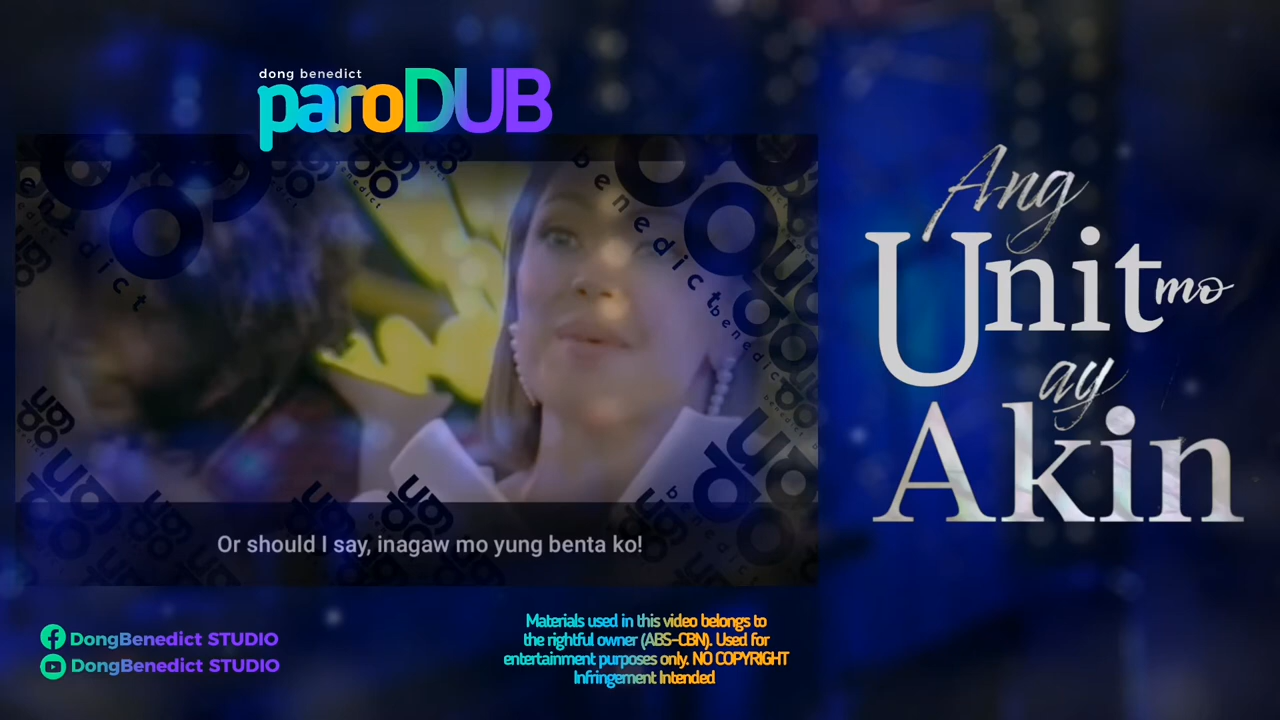 dong benedict
paroDUB
Ang
Unit mo
ay
Akin
Or should I say, inagaw mo yung benta ko!
DongBenedict STUDIO
DongBenedict STUDIO
Materials used in this video belongs to
the rightful owner (ABS-CBN). Used for
entertainment purposes only. NO COPYRIGHT
Infringement Intended